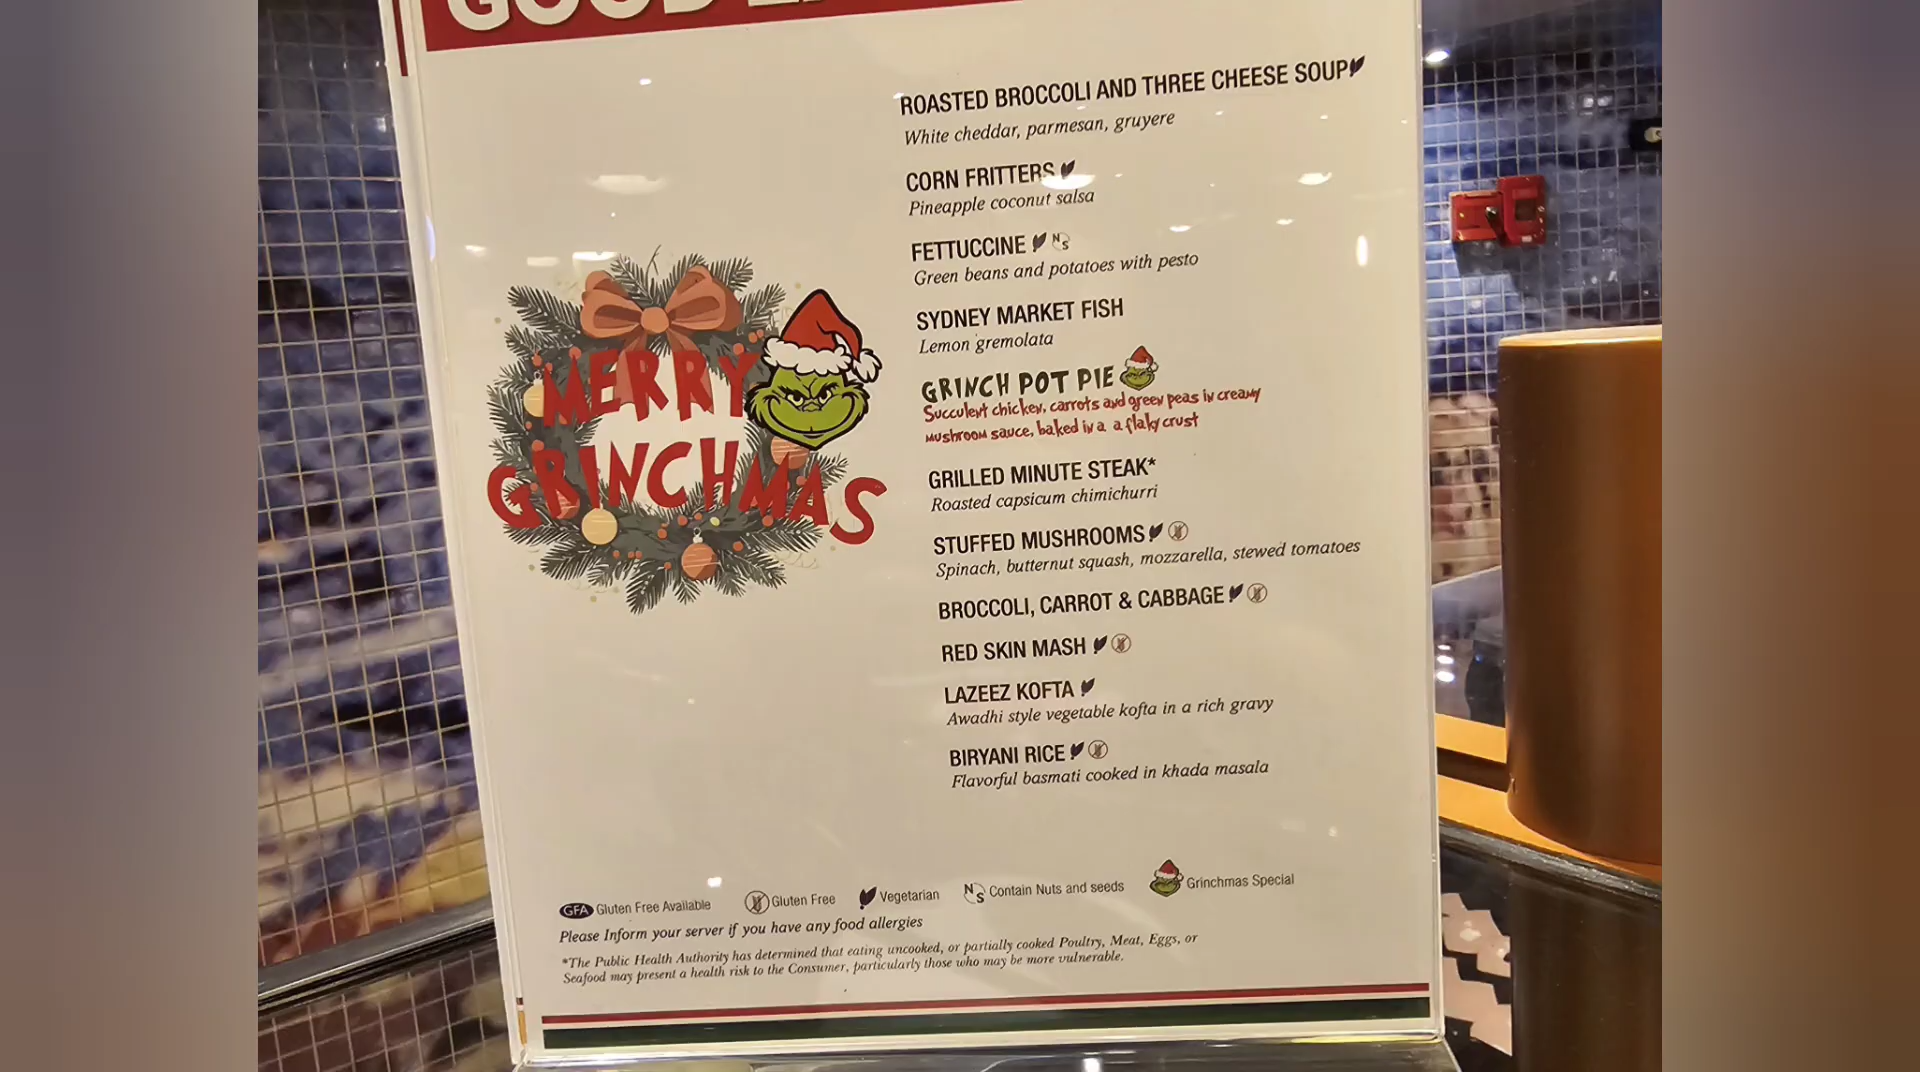 GOOD
ROASTED BROCCOLI AND THREE CHEESE SOUP
White cheddar, parmesan, gruyere
CORN FRITTERS
Pineapple coconut salsa
FETTUCCINE NS
Green beans and potatoes with pesto
SYDNEY MARKET FISH
Lemon gremolata
GRINCH POT PIE
Succulent chicken, carrots and green peas in creamy
mushroom sauce, baked in a a flaky crust
GRILLED MINUTE STEAK*
Roasted capsicum chimichurri
STUFFED MUSHROOMS
Spinach, butternut squash, mozzarella, stewed tomatoes
BROCCOLI, CARROT & CABBAGE
RED SKIN MASH
LAZEEZ KOFTA
Awadhi style vegetable kofta in a rich gravy
BIRYANI RICE
Flavorful basmati cooked in khada masala
MERRY
GRINCHMAS
GFA Gluten Free Available Gluten Free Vegetarian NS Contain Nuts and seeds Grinchmas Special
Please Inform your server if you have any food allergies
*The Public Health Authority has determined that eating uncooked, or partially cooked Poultry, Meat, Eggs, or
Seafood may present a health risk to the Consumer, particularly those who may be more vulnerable.